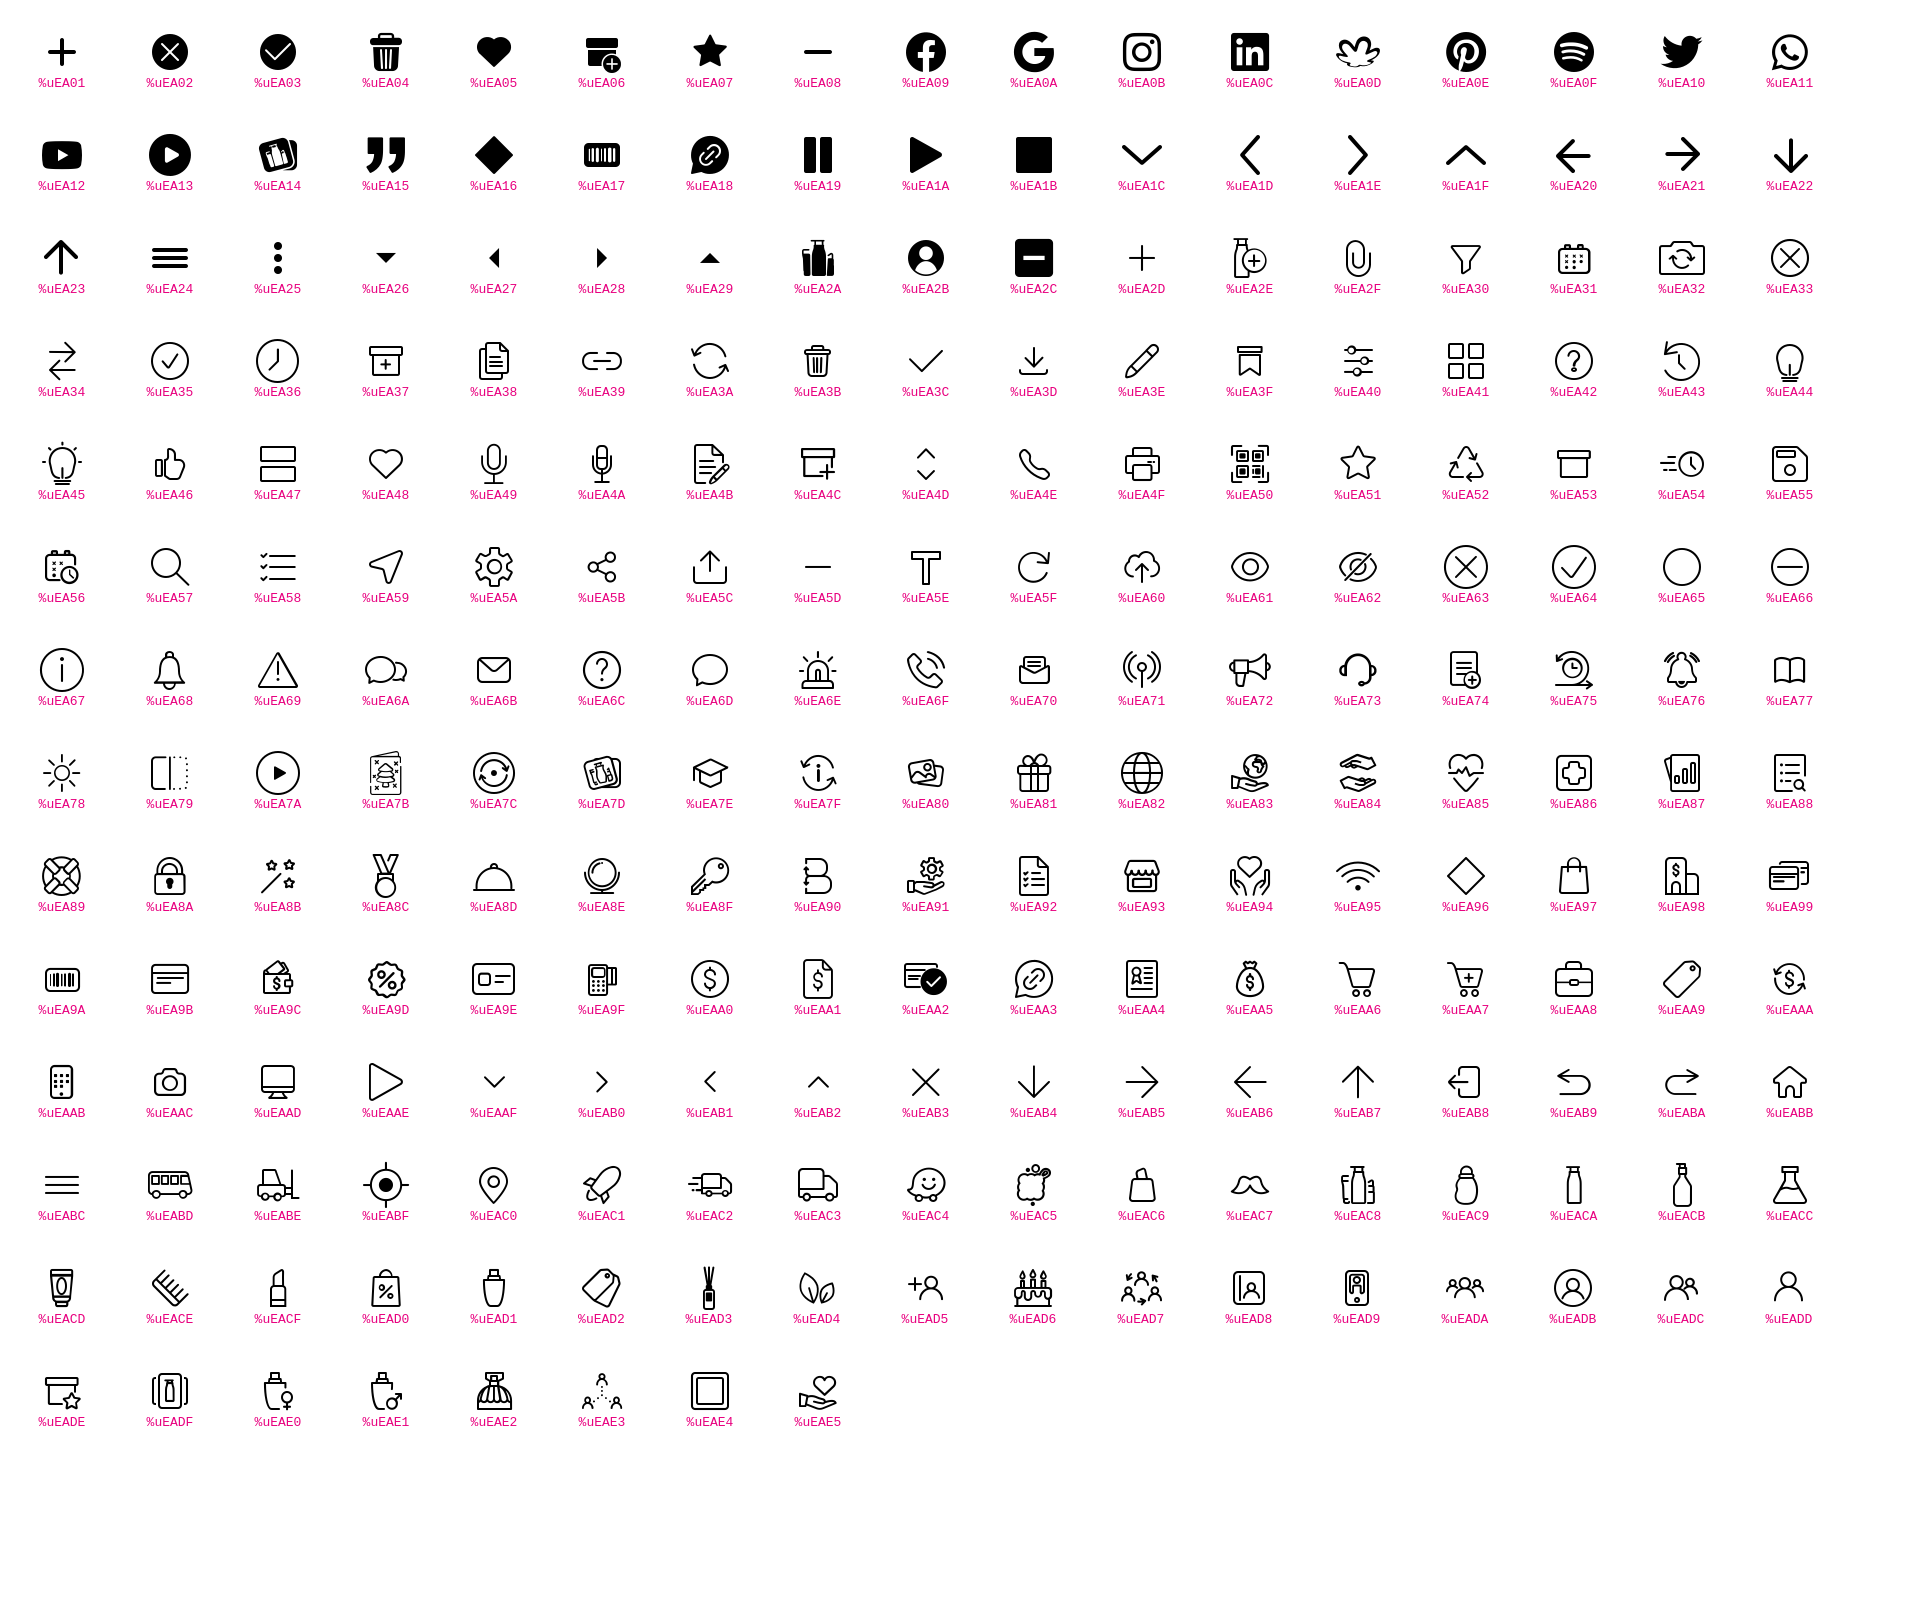 %uEA01 %uEA02 %uEA03 %uEA04 %uEA05 %uEA06 %uEA07 %uEA08 %uEA09 %uEA0A %uEA0B %uEA0C %uEA0D %uEA0E %uEA0F %uEA10 %uEA11
%uEA12 %uEA13 %uEA14 %uEA15 %uEA16 %uEA17 %uEA18 %uEA19 %uEA1A %uEA1B %uEA1C %uEA1D %uEA1E %uEA1F %uEA20 %uEA21 %uEA22
%uEA23 %uEA24 %uEA25 %uEA26 %uEA27 %uEA28 %uEA29 %uEA2A %uEA2B %uEA2C %uEA2D %uEA2E %uEA2F %uEA30 %uEA31 %uEA32 %uEA33
%uEA34 %uEA35 %uEA36 %uEA37 %uEA38 %uEA39 %uEA3A %uEA3B %uEA3C %uEA3D %uEA3E %uEA3F %uEA40 %uEA41 %uEA42 %uEA43 %uEA44
%uEA45 %uEA46 %uEA47 %uEA48 %uEA49 %uEA4A %uEA4B %uEA4C %uEA4D %uEA4E %uEA4F %uEA50 %uEA51 %uEA52 %uEA53 %uEA54 %uEA55
%uEA56 %uEA57 %uEA58 %uEA59 %uEA5A %uEA5B %uEA5C %uEA5D %uEA5E %uEA5F %uEA60 %uEA61 %uEA62 %uEA63 %uEA64 %uEA65 %uEA66
%uEA67 %uEA68 %uEA69 %uEA6A %uEA6B %uEA6C %uEA6D %uEA6E %uEA6F %uEA70 %uEA71 %uEA72 %uEA73 %uEA74 %uEA75 %uEA76 %uEA77
%uEA78 %uEA79 %uEA7A %uEA7B %uEA7C %uEA7D %uEA7E %uEA7F %uEA80 %uEA81 %uEA82 %uEA83 %uEA84 %uEA85 %uEA86 %uEA87 %uEA88
%uEA89 %uEA8A %uEA8B %uEA8C %uEA8D %uEA8E %uEA8F %uEA90 %uEA91 %uEA92 %uEA93 %uEA94 %uEA95 %uEA96 %uEA97 %uEA98 %uEA99
%uEA9A %uEA9B %uEA9C %uEA9D %uEA9E %uEA9F %uEAA0 %uEAA1 %uEAA2 %uEAA3 %uEAA4 %uEAA5 %uEAA6 %uEAA7 %uEAA8 %uEAA9 %uEAAA
%uEAAB %uEAAC %uEAAD %uEAAE %uEAAF %uEAB0 %uEAB1 %uEAB2 %uEAB3 %uEAB4 %uEAB5 %uEAB6 %uEAB7 %uEAB8 %uEAB9 %uEABA %uEABB
%uEABC %uEABD %uEABE %uEABF %uEAC0 %uEAC1 %uEAC2 %uEAC3 %uEAC4 %uEAC5 %uEAC6 %uEAC7 %uEAC8 %uEAC9 %uEACA %uEACB %uEACC
%uEACD %uEACE %uEACF %uEAD0 %uEAD1 %uEAD2 %uEAD3 %uEAD4 %uEAD5 %uEAD6 %uEAD7 %uEAD8 %uEAD9 %uEADA %uEADB %uEADC %uEADD
%uEADE %uEADF %uEAE0 %uEAE1 %uEAE2 %uEAE3 %uEAE4 %uEAE5